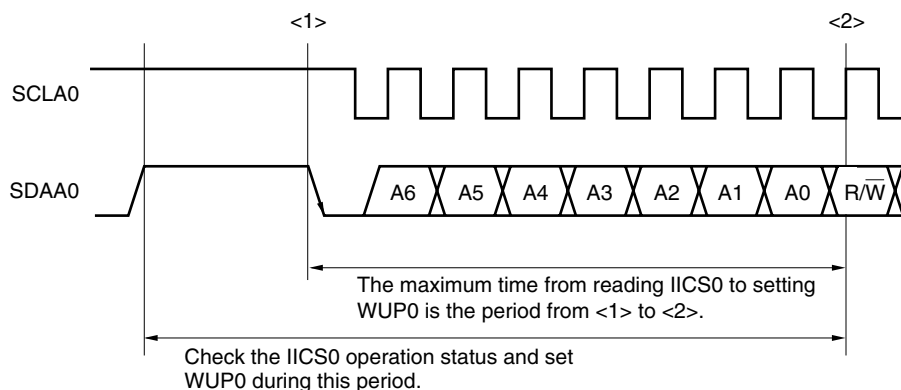 <1>
<2>
SCLA0
SDAA0
A6 A5 A4 A3 A2 A1 A0 R/W̅
The maximum time from reading IICS0 to setting
WUP0 is the period from <1> to <2>.
Check the IICS0 operation status and set
WUP0 during this period.